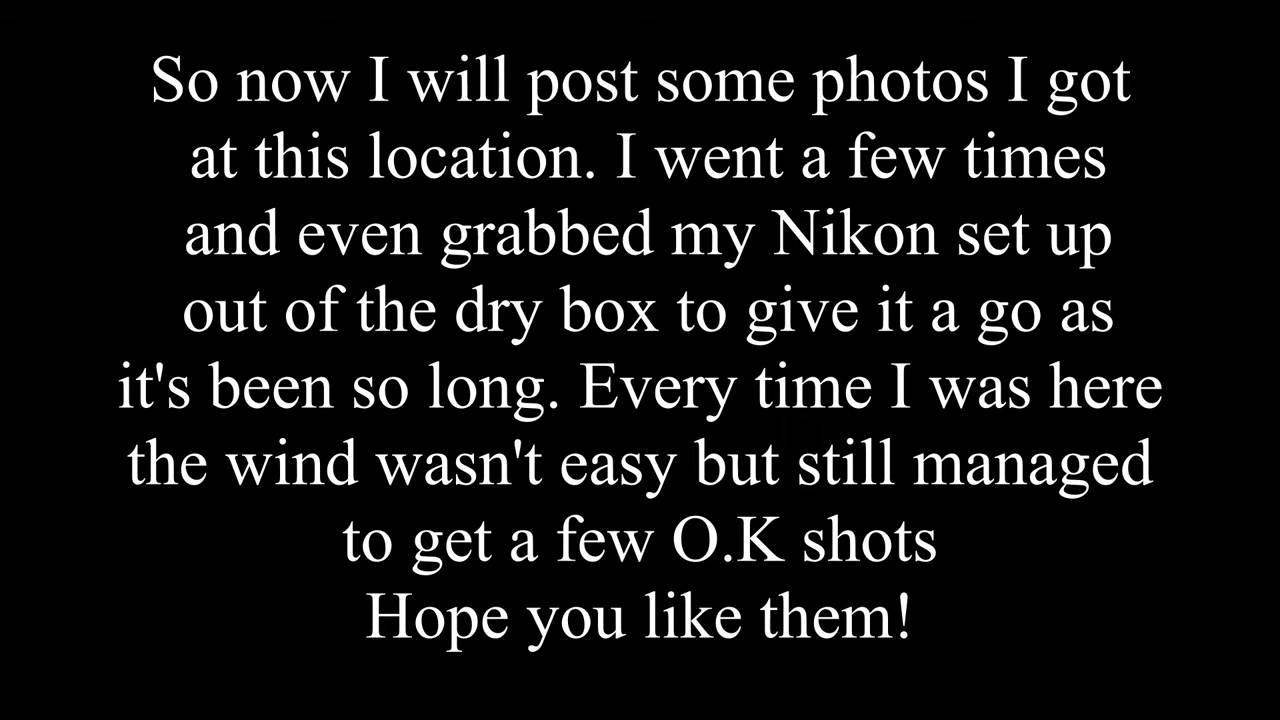 So now I will post some photos I got
at this location. I went a few times
and even grabbed my Nikon set up
out of the dry box to give it a go as
it's been so long. Every time I was here
the wind wasn't easy but still managed
to get a few O.K shots
Hope you like them!